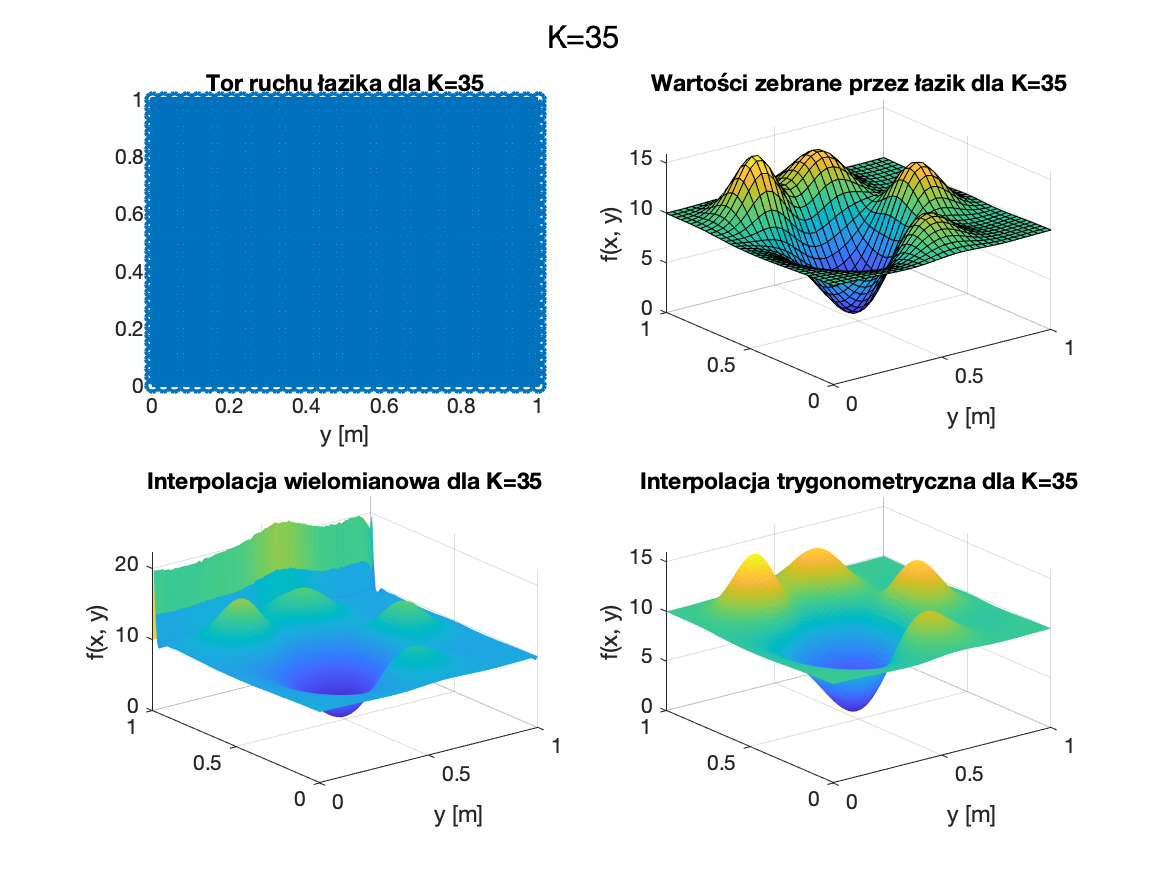 K=35
Tor ruchu łazika dla K=35
1
0.8
0.6
0.4
0.2
0
0 0.2 0.4 0.6 0.8 1
y [m]
Wartości zebrane przez łazik dla K=35
15
10
5
0
f(x, y)
1
0.5
0
0
0.5
1
y [m]
Interpolacja wielomianowa dla K=35
20
10
0
f(x, y)
1
0.5
0
0
0.5
1
y [m]
Interpolacja trygonometryczna dla K=35
15
10
5
0
f(x, y)
1
0.5
0
0
0.5
1
y [m]